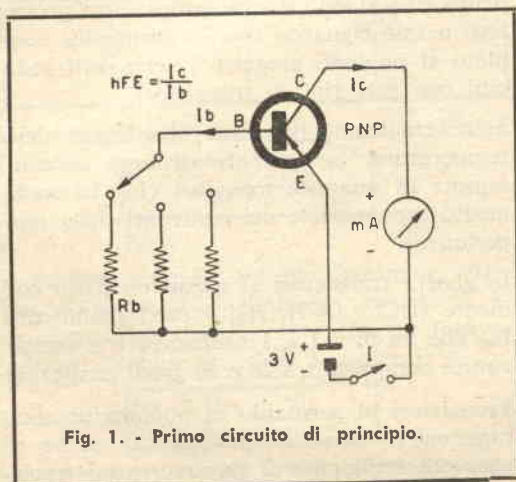 hFE = Ic
Ib
C
Ic
Ib
B
PNP
E
+
mA
-
Rb
3 V
+
-
I
Fig. 1. - Primo circuito di principio.